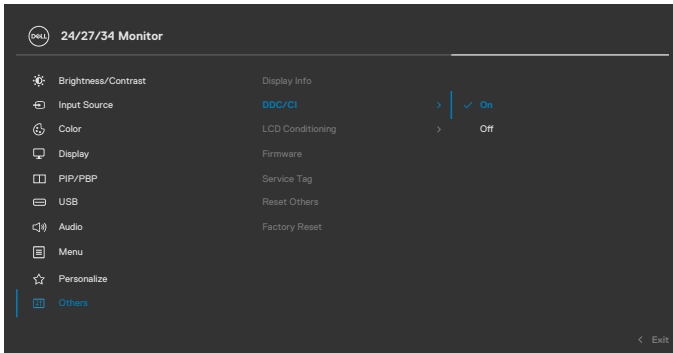 DELL 24/27/34 Monitor
Brightness/Contrast Display Info
Input Source DDC/CI > ✓ On
Color LCD Conditioning > Off
Display Firmware
PIP/PBP Service Tag
USB Reset Others
Audio Factory Reset
Menu
Personalize
Others
< Exit